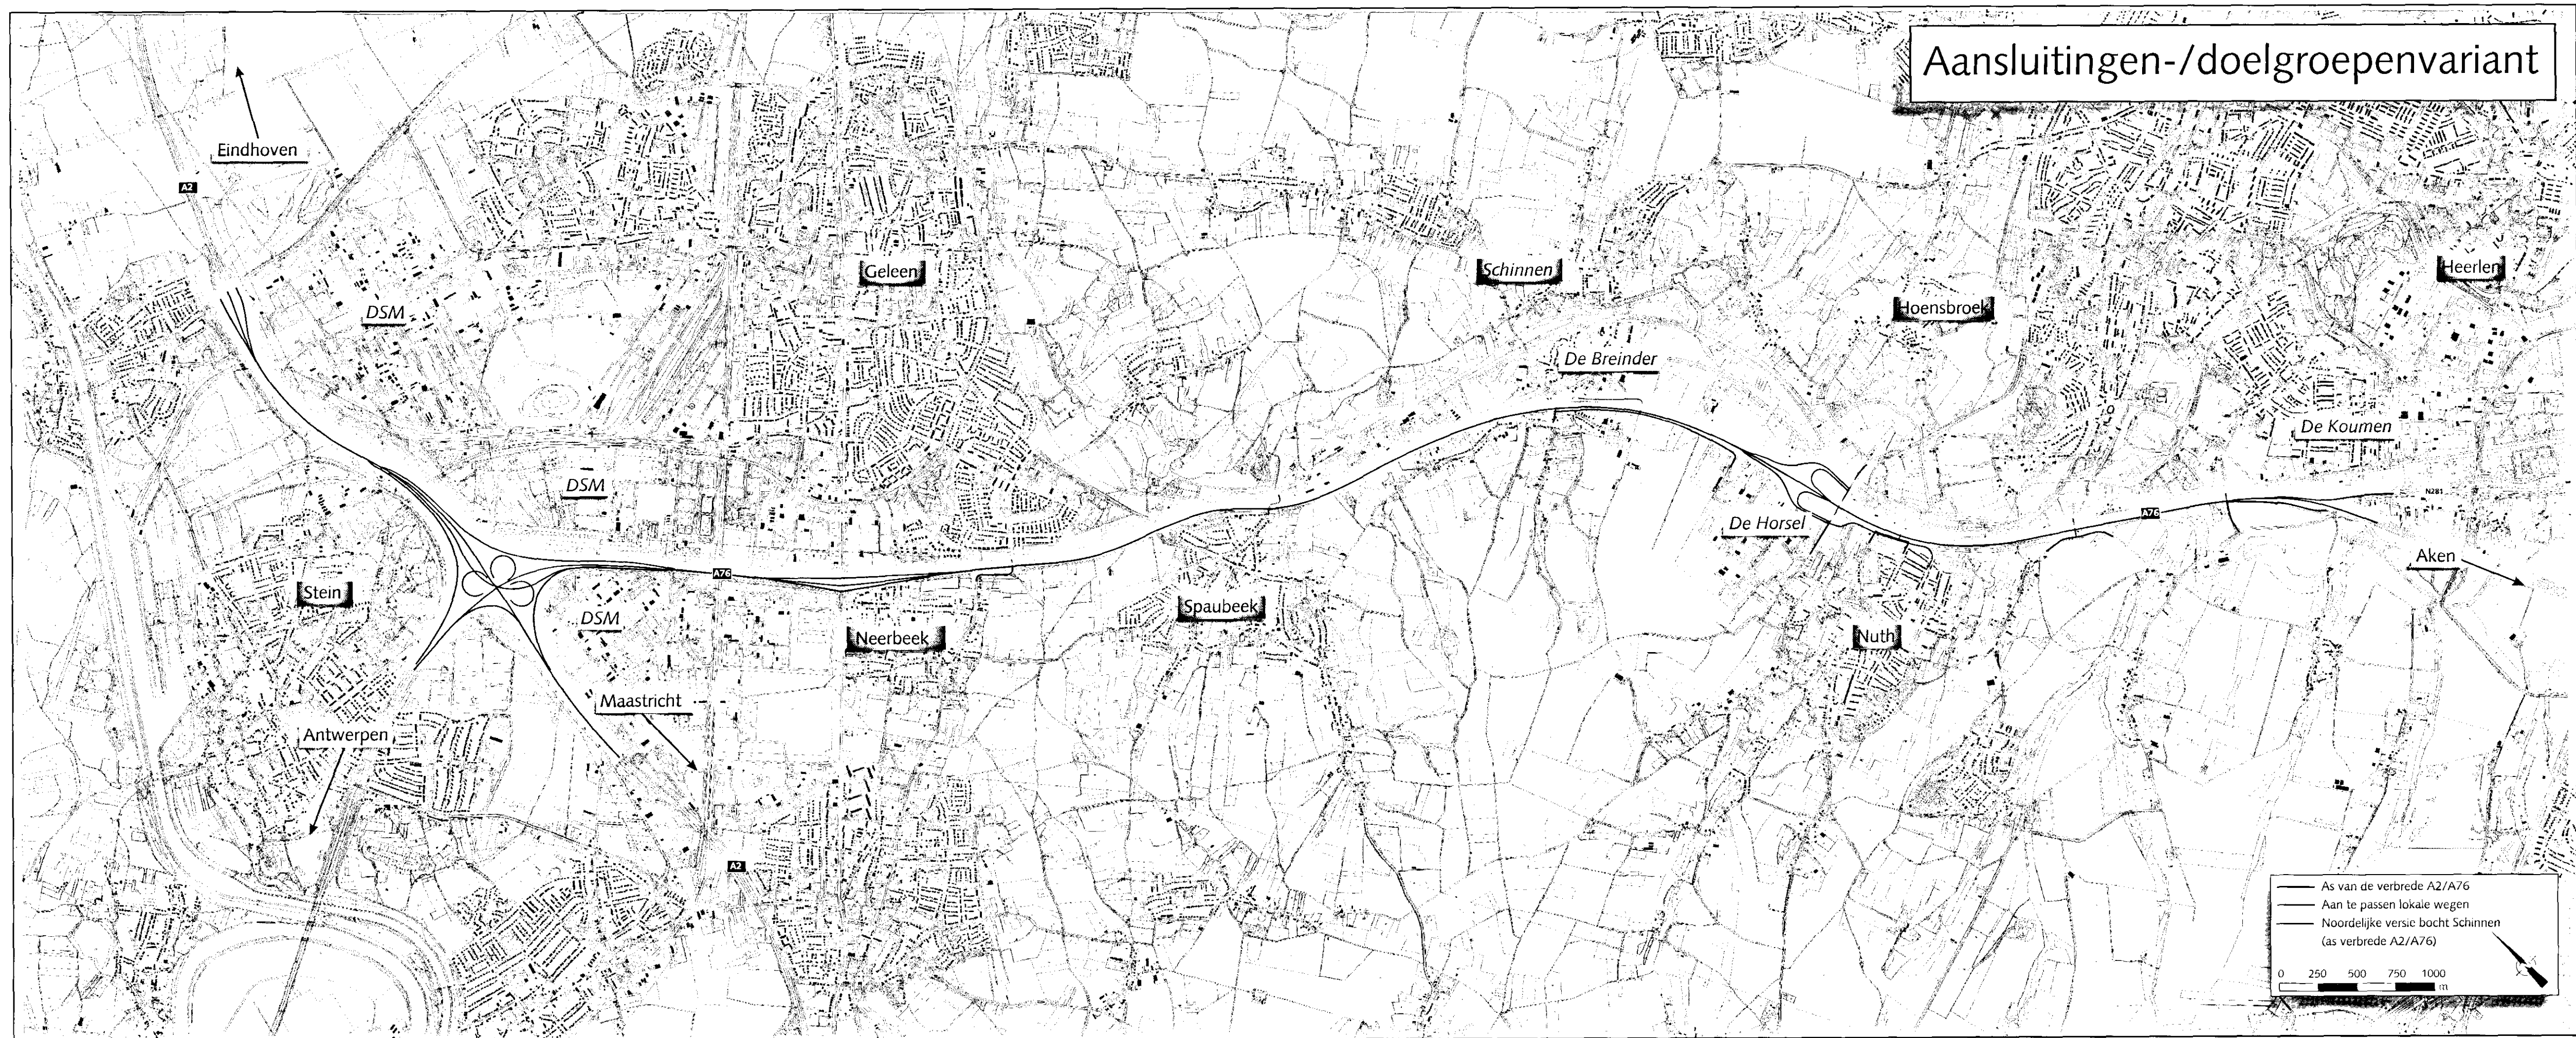 Aansluitingen-/doelgroepenvariant
Eindhoven
A2
DSM
Geleen
Schinnen
Hoensbroek
Heerlen
De Breinder
De Koumen
DSM
N281
A76
De Horsel
Aken
A76
Stein
DSM
Neerbeek
Spaubeek
Nuth
Maastricht
Antwerpen
A2
As van de verbrede A2/A76
Aan te passen lokale wegen
Noordelijke versie bocht Schinnen
(as verbrede A2/A76)
0 250 500 750 1000
m